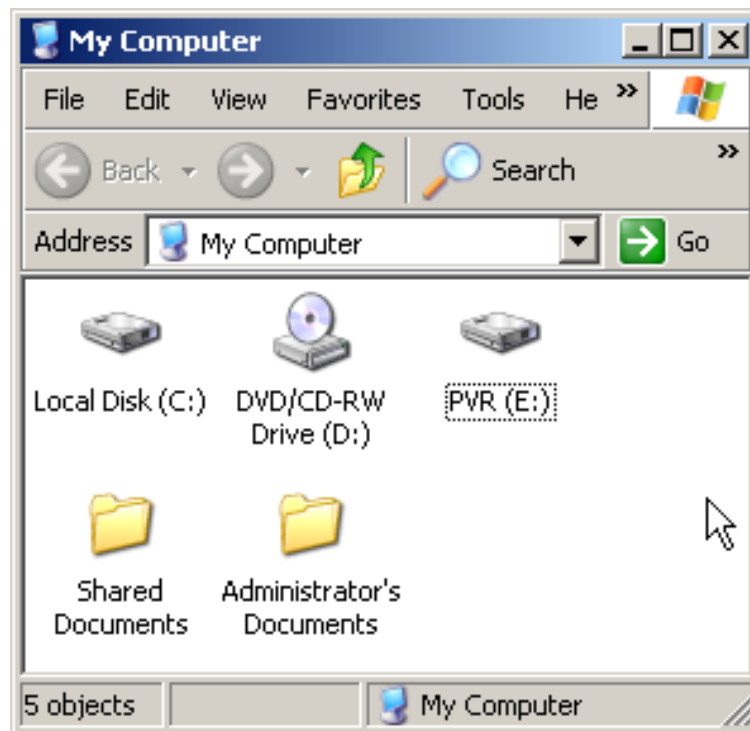 My Computer
File Edit View Favorites Tools He »
Back Search »
Address My Computer Go
Local Disk (C:) DVD/CD-RW PVR (E:)
Drive (D:)
Shared Administrator's
Documents Documents
5 objects My Computer